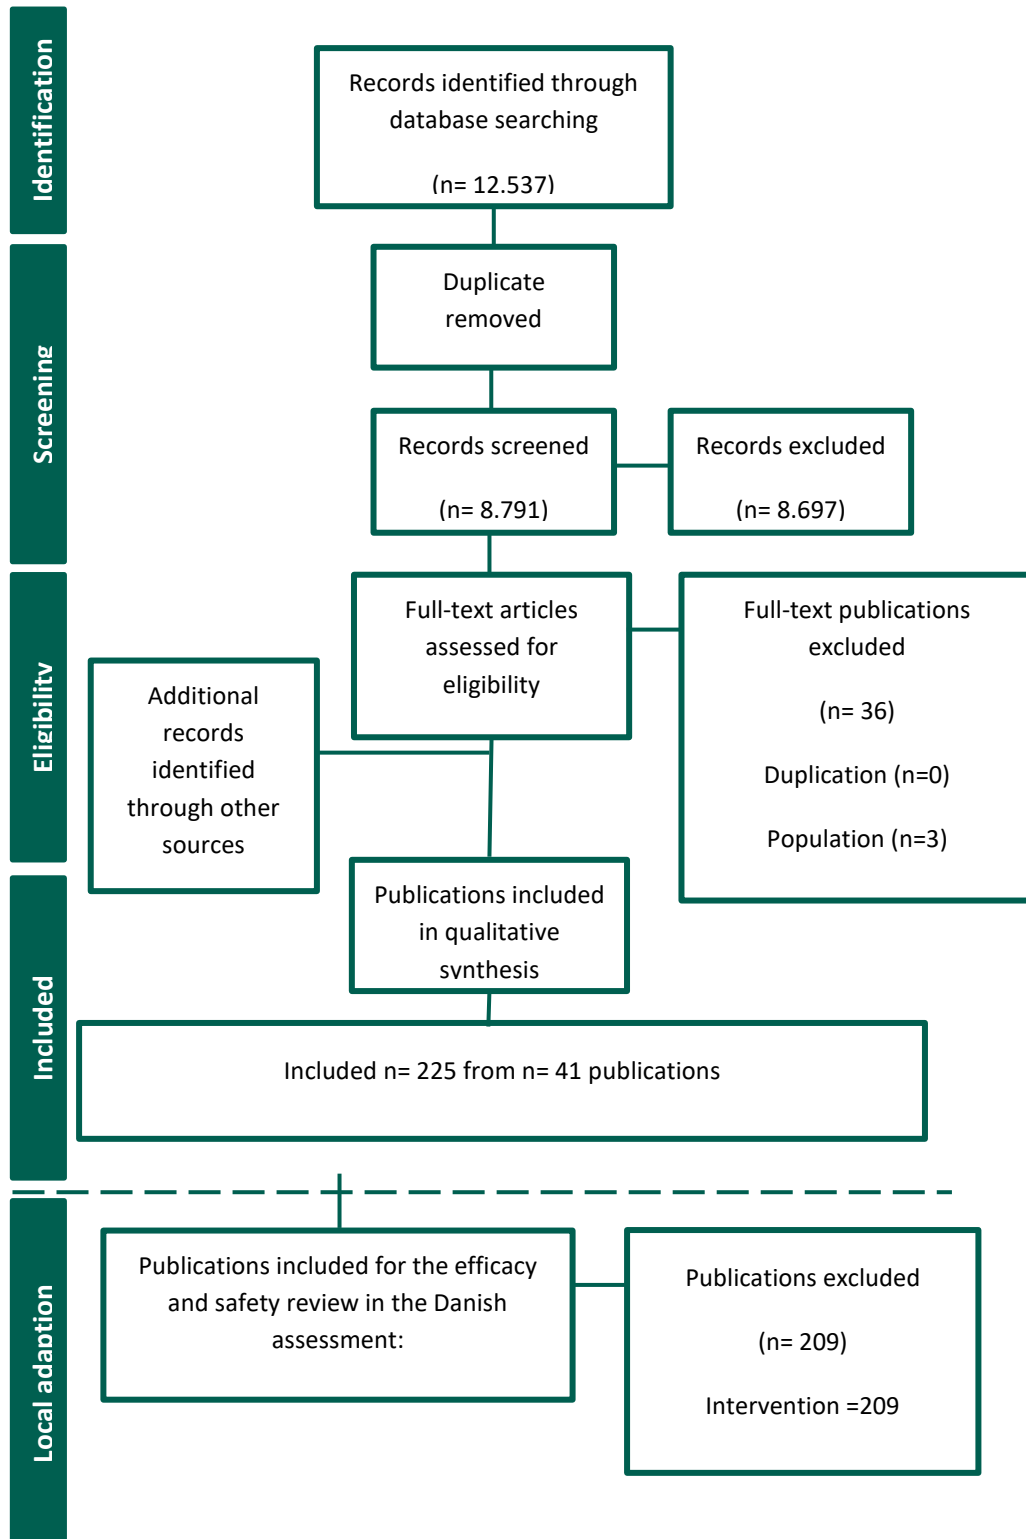 Identification
Records identified through
database searching
(n= 12.537)
Screening
Duplicate
removed
Records screened
(n= 8.791)
Records excluded
(n= 8.697)
Eligibility
Full-text articles
assessed for
eligibility
Full-text publications
excluded
(n= 36)
Duplication (n=0)
Population (n=3)
Additional
records
identified
through other
sources
Included
Publications included
in qualitative
synthesis
Included n= 225 from n= 41 publications
Local adaption
Publications included for the efficacy
and safety review in the Danish
assessment:
Publications excluded
(n= 209)
Intervention =209